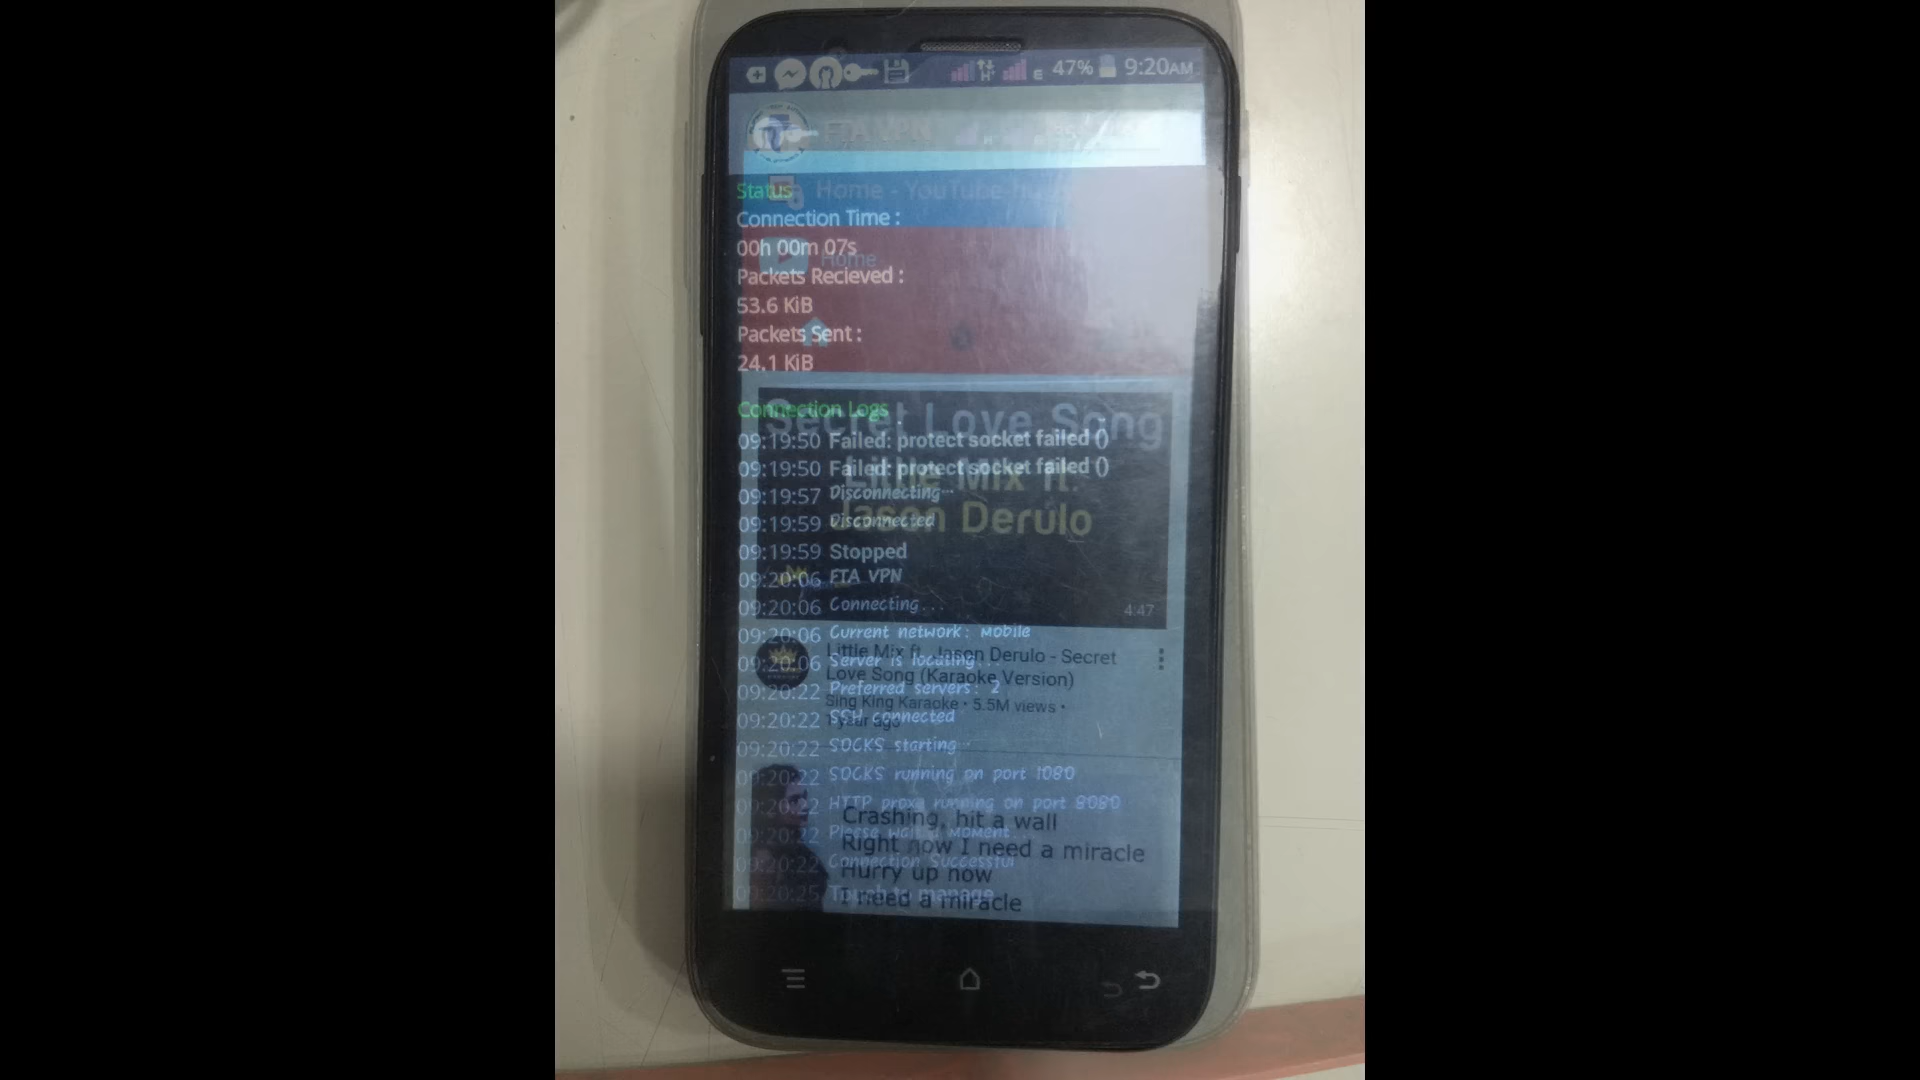 47% 9:20AM
FTA VPN
Status
Home - YouTube
Connection Time :
00h 00m 07s
Home
Packets Recieved :
53.6 KiB
Packets Sent :
24.1 KiB
Connection Logs
Secret Love Song
09:19:50 Failed: protect socket failed ()
09:19:50 Failed: protect socket failed ()
Little Mix ft.
09:19:57 Disconnecting...
09:19:59 Disconnected
Jason Derulo
09:19:59 Stopped
09:20:06 FTA VPN
09:20:06 Connecting...
4:47
09:20:06 Current network: mobile
Little Mix ft. Jason Derulo - Secret
09:20:06 Server is locating...
Love Song (Karaoke Version)
09:20:22 Preferred servers: 2
Sing King Karaoke • 5.5M views •
09:20:22 SSH connected
1 year ago
09:20:22 SOCKS starting...
09:20:22 SOCKS running on port 1080
09:20:22 HTTP proxy running on port 8080
Crashing, hit a wall
09:20:22 Please wait a moment...
Right now I need a miracle
09:20:22 Connection Successful
Hurry up now
09:20:25 Touch to manage
I need a miracle